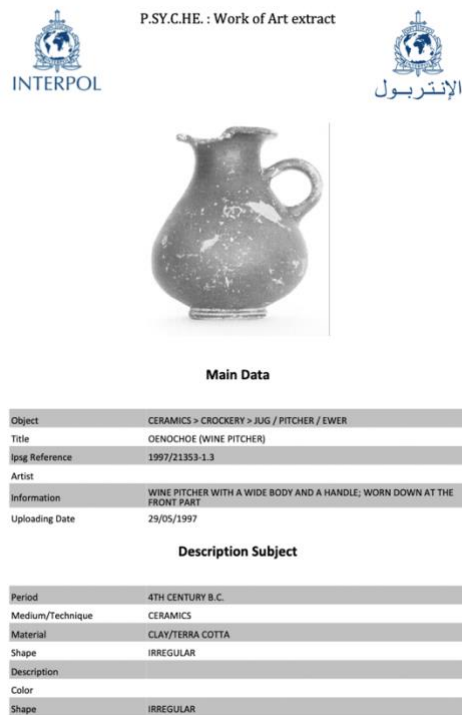 P.SY.C.HE. : Work of Art extract
INTERPOL
الإنتربول
Main Data
Object CERAMICS > CROCKERY > JUG / PITCHER / EWER
Title OENOCHOE (WINE PITCHER)
Ipsg Reference 1997/21353-1.3
Artist
Information WINE PITCHER WITH A WIDE BODY AND A HANDLE; WORN DOWN AT THE
FRONT PART
Uploading Date 29/05/1997
Description Subject
Period 4TH CENTURY B.C.
Medium/Technique CERAMICS
Material CLAY/TERRA COTTA
Shape IRREGULAR
Description
Color
Shape IRREGULAR